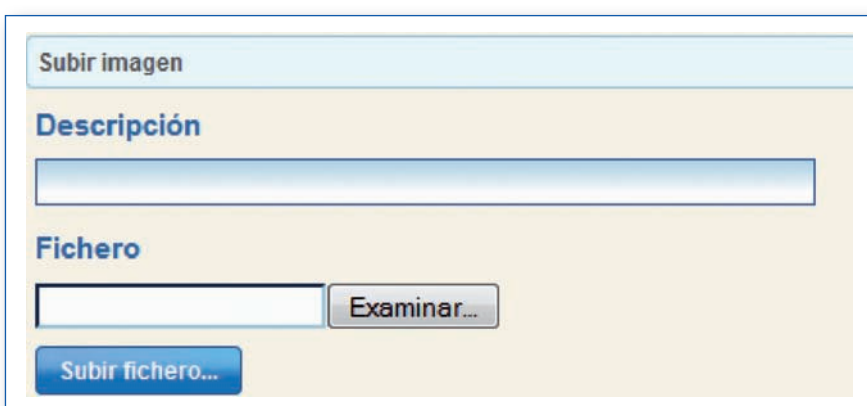 Subir imagen
Descripción
Fichero
Examinar...
Subir fichero...